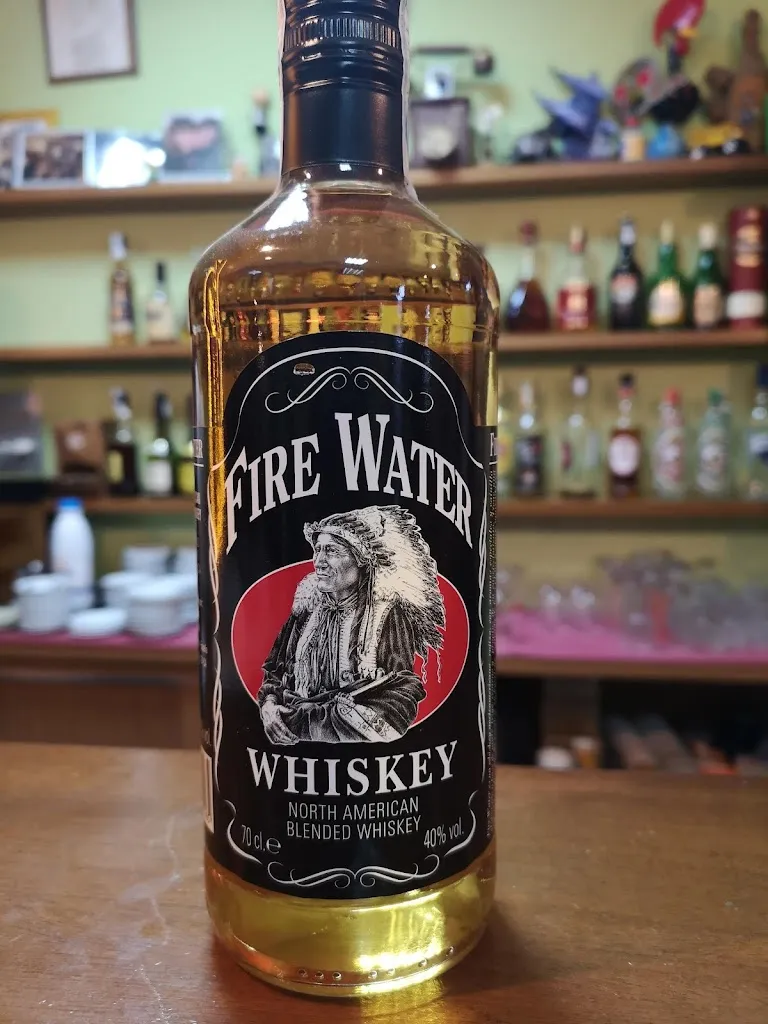 FIRE WATER
WHISKEY
NORTH AMERICAN
BLENDED WHISKEY
70 cl.e
40% vol.